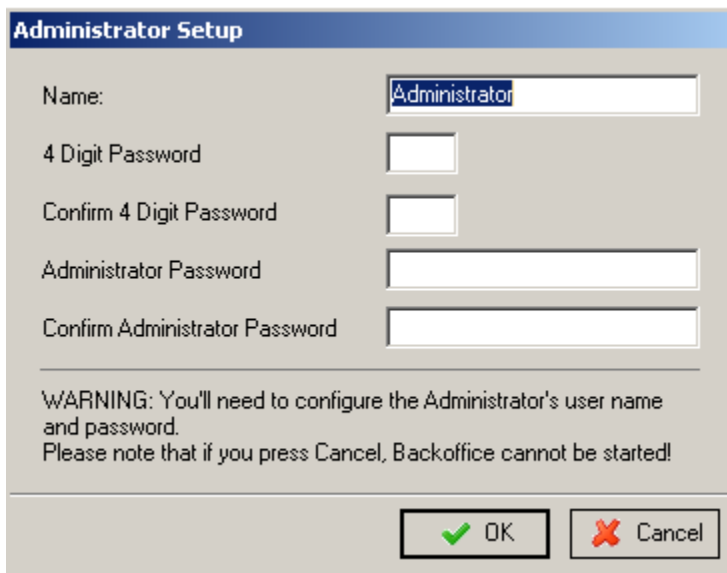 Administrator Setup
Name:
Administrator
4 Digit Password
Confirm 4 Digit Password
Administrator Password
Confirm Administrator Password
WARNING: You'll need to configure the Administrator's user name
and password.
Please note that if you press Cancel, Backoffice cannot be started!
OK
Cancel